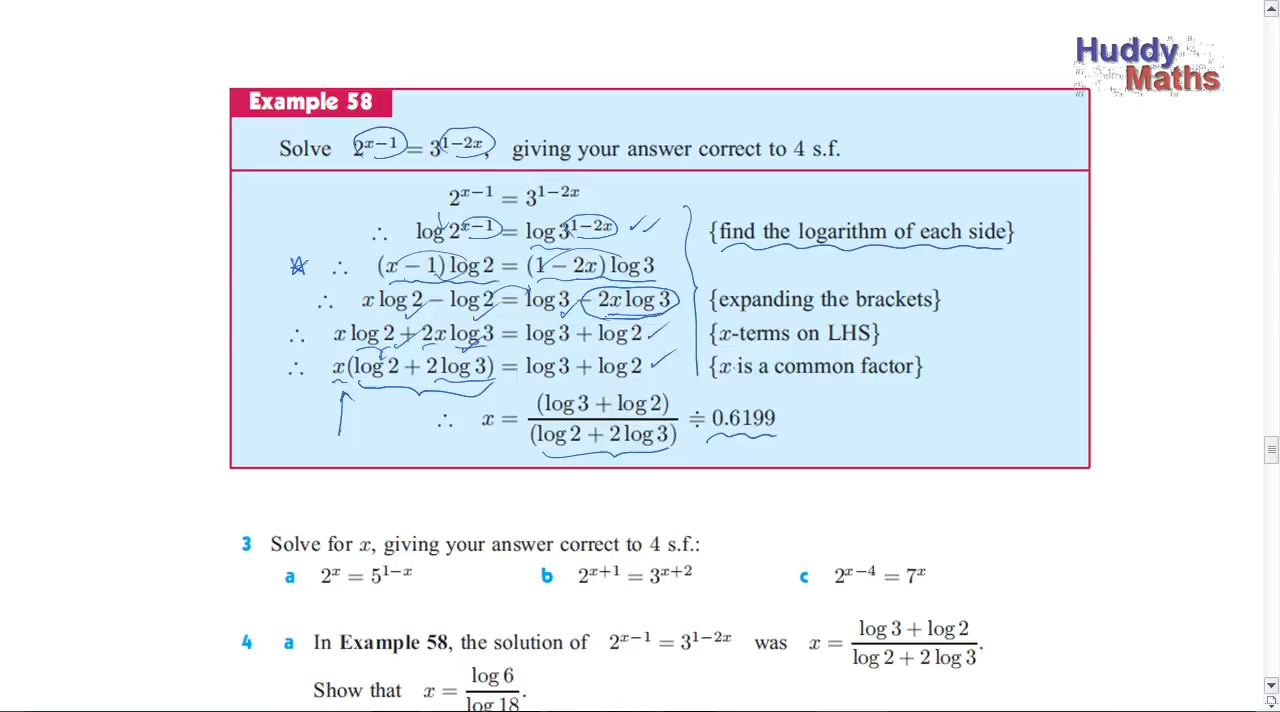 Huddy
Maths
Example 58
Solve 2^{x−1} = 3^{1−2x}, giving your answer correct to 4 s.f.
2^{x−1} = 3^{1−2x}
∴ log 2^{x−1} = log 3^{1−2x} {find the logarithm of each side}
∴ (x − 1) log 2 = (1 − 2x) log 3
∴ x log 2 − log 2 = log 3 − 2x log 3 {expanding the brackets}
∴ x log 2 + 2x log 3 = log 3 + log 2 {x-terms on LHS}
∴ x(log 2 + 2 log 3) = log 3 + log 2 {x is a common factor}
∴ x = (log 3 + log 2) / (log 2 + 2 log 3) ≑ 0.6199
3 Solve for x, giving your answer correct to 4 s.f.:
a 2^x = 5^{1−x} b 2^{x+1} = 3^{x+2} c 2^{x−4} = 7^x
4 a In Example 58, the solution of 2^{x−1} = 3^{1−2x} was x = (log 3 + log 2) / (log 2 + 2 log 3).
Show that x = log 6 / log 18.